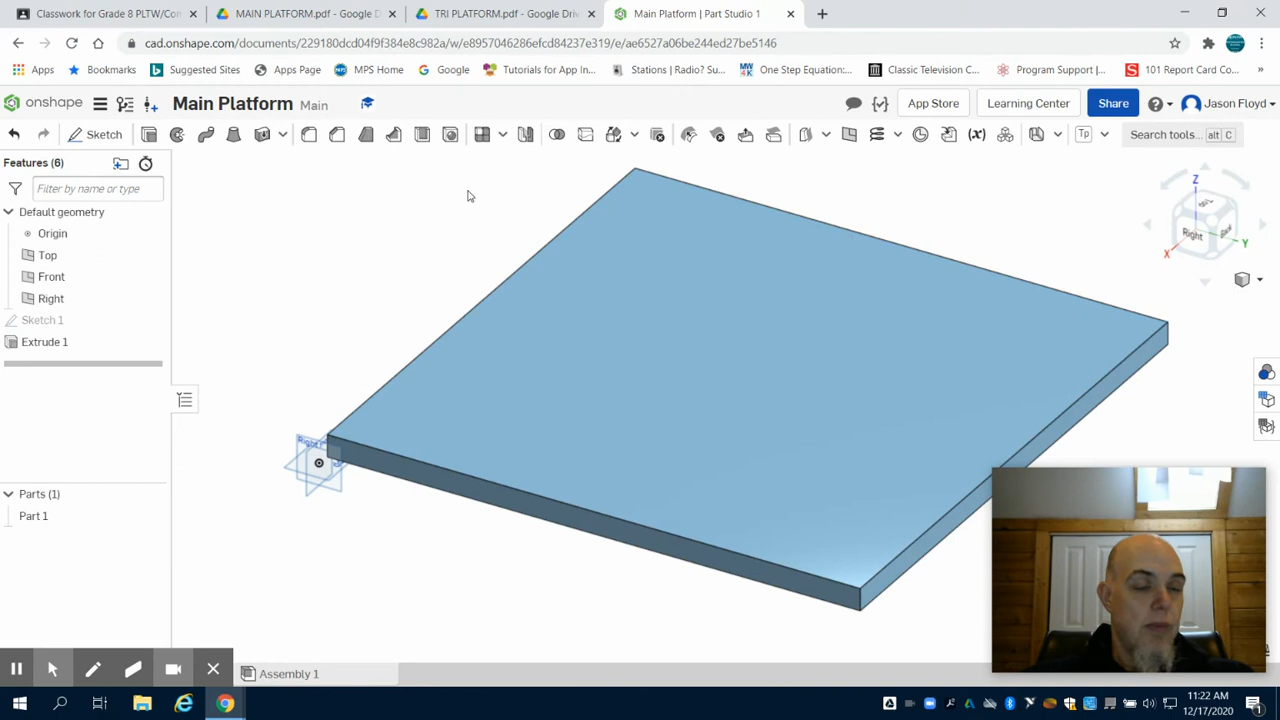 Classwork for Grade 8 PLTW/Con
MAIN PLATFORM.pdf - Google D
TRI PLATFORM.pdf - Google Driv
Main Platform | Part Studio 1
cad.onshape.com/documents/229180dcd04f9f384e8c982a/w/e8957046286efcd84237e319/e/ae6527a06be244ed27be5146
Apps
Bookmarks
Suggested Sites
Apps Page
MPS Home
Google
Tutorials for App In...
Stations | Radio? Su...
One Step Equation:...
Classic Television C...
Program Support |...
101 Report Card Co...
»
onshape
Main Platform Main
App Store
Learning Center
Share
Jason Floyd
Sketch
Search tools...
alt C
Features (6)
Filter by name or type
Default geometry
Origin
Top
Front
Right
Sketch 1
Extrude 1
Parts (1)
Part 1
Right
Z
Right
Back
X
Y
Assembly 1
11:22 AM
12/17/2020